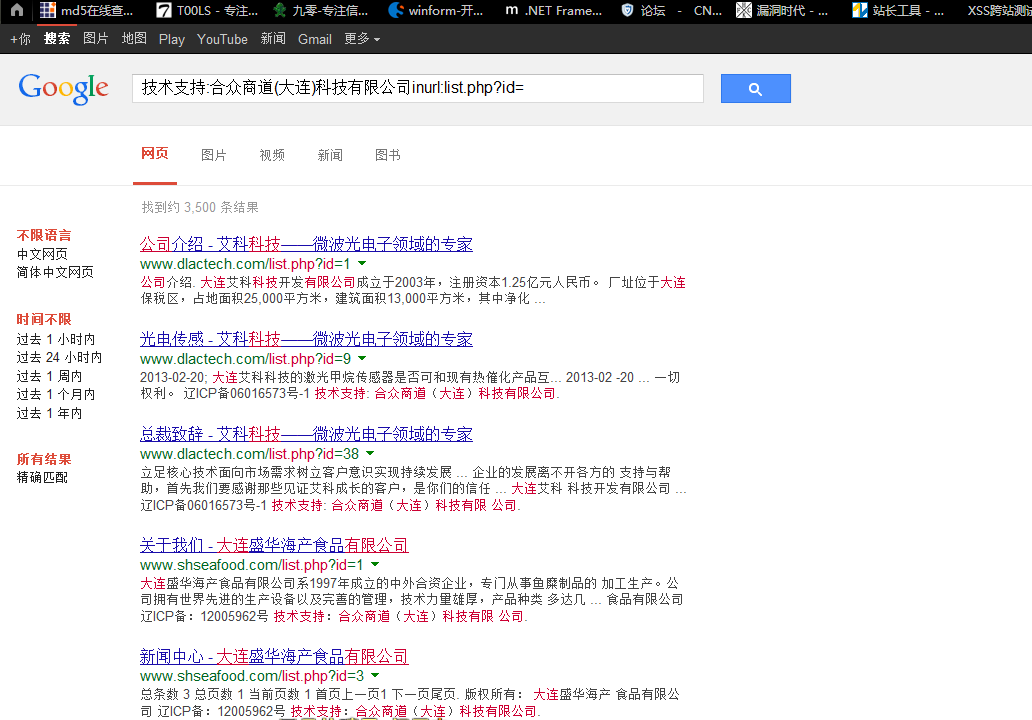 md5在线查... T00LS - 专注... 九零-专注信... winform-开... .NET Frame... 论坛 - CN... 漏洞时代 - ... 站长工具 - ... XSS跨站测试
+你 搜索 图片 地图 Play YouTube 新闻 Gmail 更多
Google 技术支持:合众商道(大连)科技有限公司inurl:list.php?id=
网页 图片 视频 新闻 图书
找到约 3,500 条结果
不限语言
中文网页
简体中文网页
时间不限
过去 1 小时内
过去 24 小时内
过去 1 周内
过去 1 个月内
过去 1 年内
所有结果
精确匹配
公司介绍 - 艾科科技——微波光电子领域的专家
www.dlactech.com/list.php?id=1
公司介绍. 大连艾科科技开发有限公司成立于2003年，注册资本1.25亿元人民币。 厂址位于大连
保税区，占地面积25,000平方米，建筑面积13,000平方米，其中净化 ...
光电传感 - 艾科科技——微波光电子领域的专家
www.dlactech.com/list.php?id=9
2013-02-20; 大连艾科科技的激光甲烷传感器是否可和现有热催化产品互... 2013-02 -20 ... 一切
权利。 辽ICP备06016573号-1 技术支持: 合众商道（大连）科技有限公司.
总裁致辞 - 艾科科技——微波光电子领域的专家
www.dlactech.com/list.php?id=38
立足核心技术面向市场需求树立客户意识实现持续发展 ... 企业的发展离不开各方的 支持与帮
助，首先我们要感谢那些见证艾科成长的客户，是你们的信任 ... 大连艾科 科技开发有限公司 ...
辽ICP备06016573号-1 技术支持: 合众商道（大连）科技有限 公司.
关于我们 - 大连盛华海产食品有限公司
www.shseafood.com/list.php?id=1
大连盛华海产食品有限公司系1997年成立的中外合资企业，专门从事鱼糜制品的 加工生产。公
司拥有世界先进的生产设备以及完善的管理，技术力量雄厚，产品种类 多达几 ... 食品有限公司
辽ICP备：12005962号 技术支持：合众商道（大连）科技有限 公司.
新闻中心 - 大连盛华海产食品有限公司
www.shseafood.com/list.php?id=3
总条数 3 总页数 1 当前页数 1 首页上一页1 下一页尾页. 版权所有： 大连盛华海产 食品有限公
司 辽ICP备：12005962号 技术支持：合众商道（大连）科技有限公司.